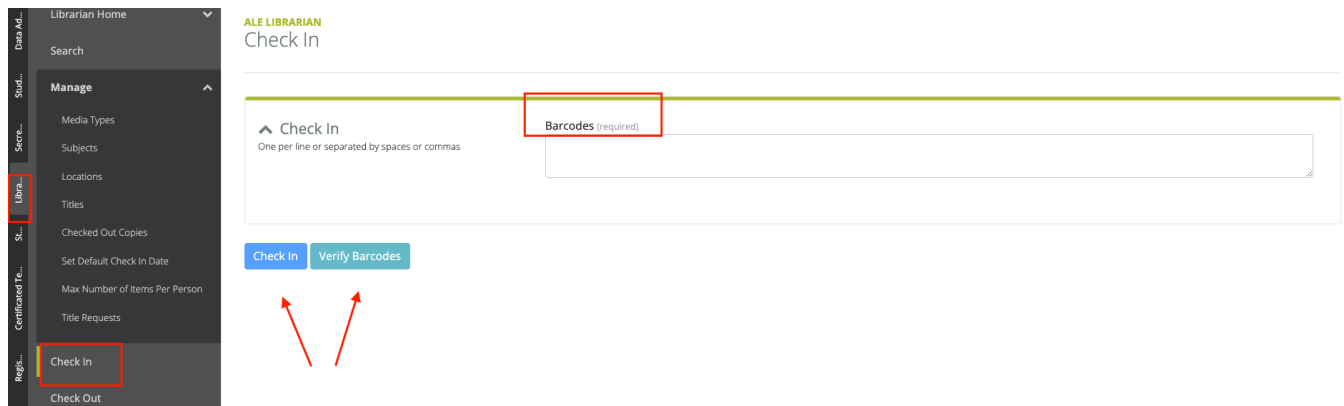 Data Ad...
Stud...
Secre...
Libra...
St...
Certificated Te...
Regis...
Librarian Home
Search
Manage
Media Types
Subjects
Locations
Titles
Checked Out Copies
Set Default Check In Date
Max Number of Items Per Person
Title Requests
Check In
Check Out
ALE LIBRARIAN
Check In
Check In
One per line or separated by spaces or commas
Barcodes (required)
Check In
Verify Barcodes